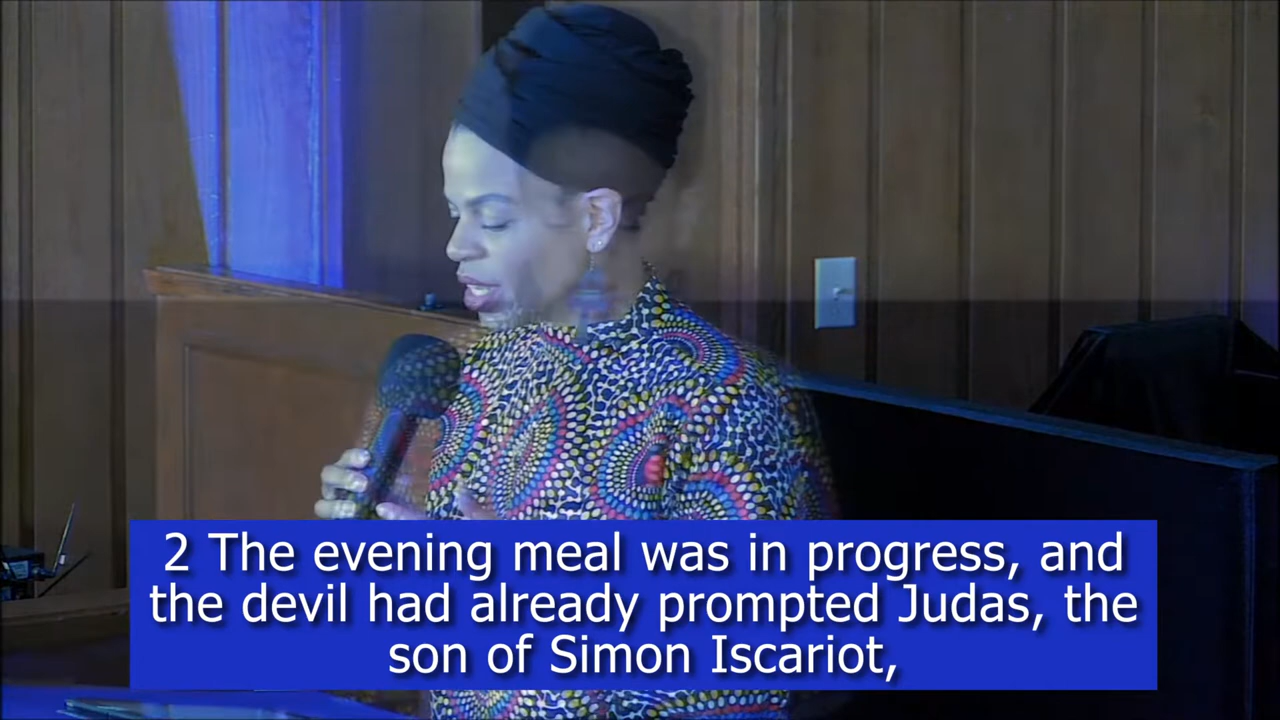 2 The evening meal was in progress, and
the devil had already prompted Judas, the
son of Simon Iscariot,